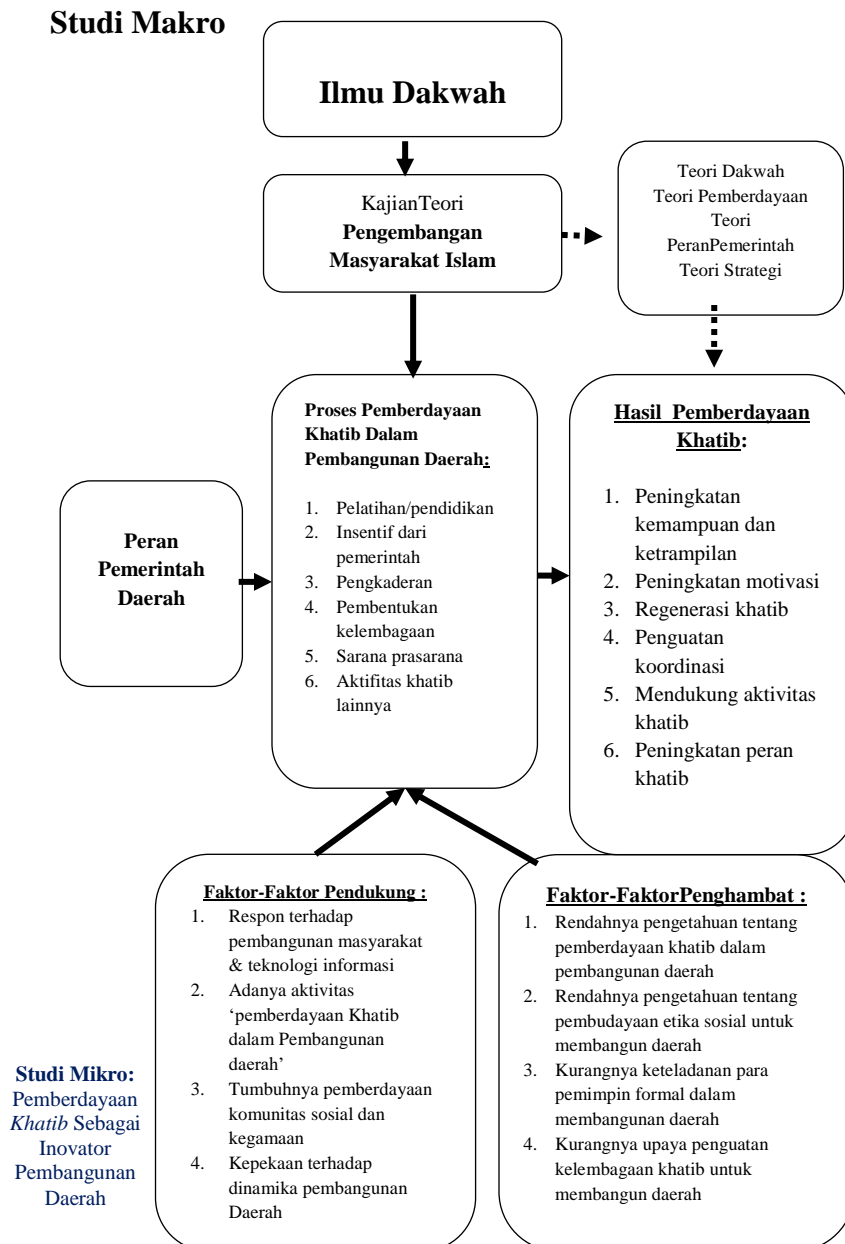 Studi Makro
Ilmu Dakwah
KajianTeori
Pengembangan
Masyarakat Islam
Teori Dakwah
Teori Pemberdayaan
Teori
PeranPemerintah
Teori Strategi
Peran
Pemerintah
Daerah
Proses Pemberdayaan
Khatib Dalam
Pembangunan Daerah:
1. Pelatihan/pendidikan
2. Insentif dari
pemerintah
3. Pengkaderan
4. Pembentukan
kelembagaan
5. Sarana prasarana
6. Aktifitas khatib
lainnya
Hasil Pemberdayaan
Khatib:
1. Peningkatan
kemampuan dan
ketrampilan
2. Peningkatan motivasi
3. Regenerasi khatib
4. Penguatan
koordinasi
5. Mendukung aktivitas
khatib
6. Peningkatan peran
khatib
Studi Mikro:
Pemberdayaan
Khatib Sebagai
Inovator
Pembangunan
Daerah
Faktor-Faktor Pendukung :
1. Respon terhadap
pembangunan masyarakat
& teknologi informasi
2. Adanya aktivitas
‘pemberdayaan Khatib
dalam Pembangunan
daerah’
3. Tumbuhnya pemberdayaan
komunitas sosial dan
kegamaan
4. Kepekaan terhadap
dinamika pembangunan
Daerah
Faktor-FaktorPenghambat :
1. Rendahnya pengetahuan tentang
pemberdayaan khatib dalam
pembangunan daerah
2. Rendahnya pengetahuan tentang
pembudayaan etika sosial untuk
membangun daerah
3. Kurangnya keteladanan para
pemimpin formal dalam
membangunan daerah
4. Kurangnya upaya penguatan
kelembagaan khatib untuk
membangun daerah